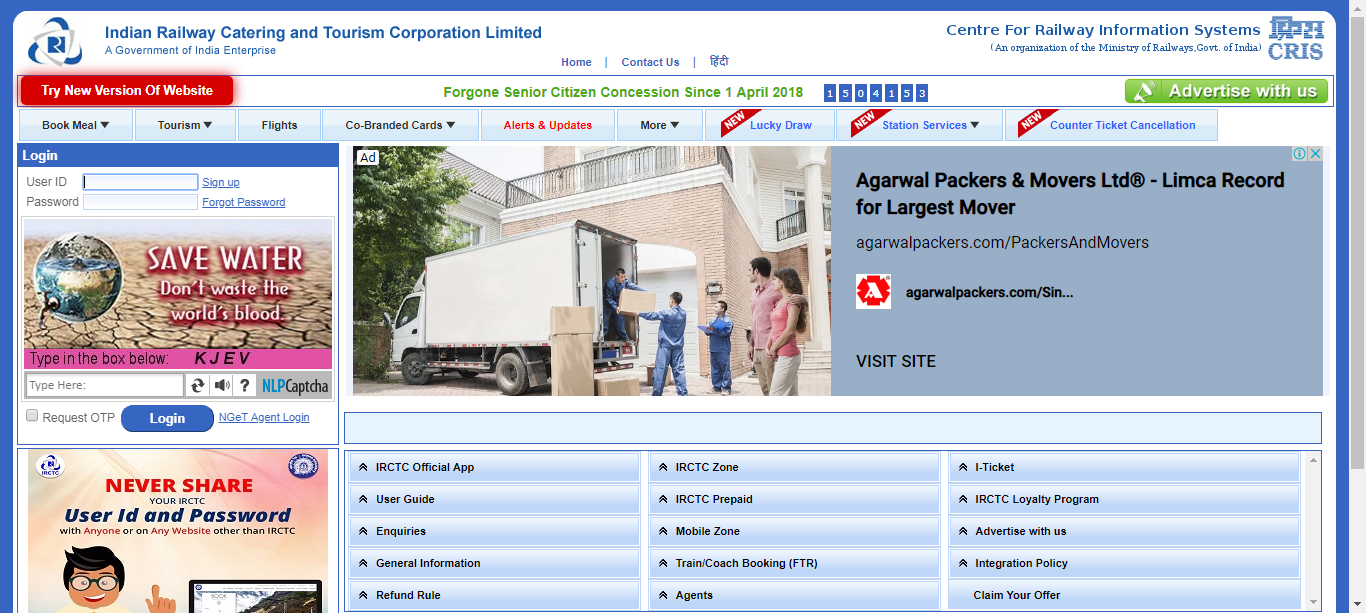 Indian Railway Catering and Tourism Corporation Limited
A Government of India Enterprise
Centre For Railway Information Systems
(An organization of the Ministry of Railways,Govt. of India)
CRIS
Home | Contact Us | हिंदी
Try New Version Of Website
Forgone Senior Citizen Concession Since 1 April 2018 1 5 0 4 1 5 3
Advertise with us
Book Meal Tourism Flights Co-Branded Cards Alerts & Updates More NEW Lucky Draw NEW Station Services NEW Counter Ticket Cancellation
Login
User ID Sign up
Password Forgot Password
SAVE WATER
Don't waste the
world's blood.
Type in the box below: K J E V
Type Here: ? NLPCaptcha
Request OTP Login NGeT Agent Login
IRCTC
NEVER SHARE
YOUR IRCTC
User Id and Password
with Anyone or on Any Website other than IRCTC
Ad
Agarwal Packers & Movers Ltd® - Limca Record
for Largest Mover
agarwalpackers.com/PackersAndMovers
agarwalpackers.com/Sin...
VISIT SITE
IRCTC Official App IRCTC Zone I-Ticket
User Guide IRCTC Prepaid IRCTC Loyalty Program
Enquiries Mobile Zone Advertise with us
General Information Train/Coach Booking (FTR) Integration Policy
Refund Rule Agents Claim Your Offer